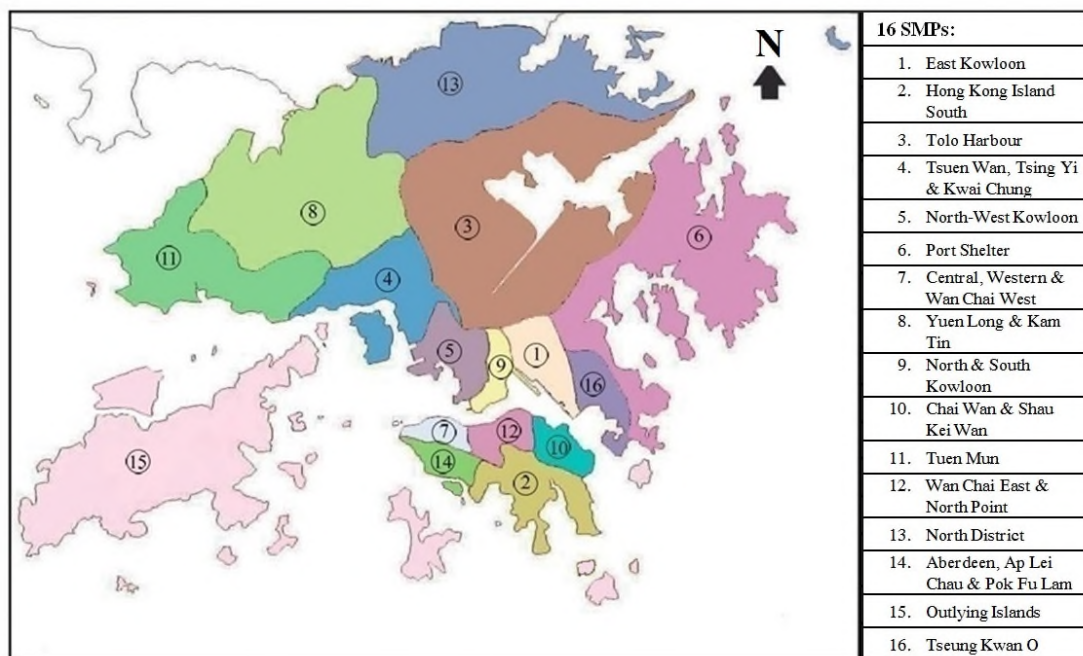 N
13
8
3
6
11
4
5
9
1
16
7
12
10
14
2
15
16 SMPs:
1. East Kowloon
2. Hong Kong Island
South
3. Tolo Harbour
4. Tsuen Wan, Tsing Yi
& Kwai Chung
5. North-West Kowloon
6. Port Shelter
7. Central, Western &
Wan Chai West
8. Yuen Long & Kam
Tin
9. North & South
Kowloon
10. Chai Wan & Shau
Kei Wan
11. Tuen Mun
12. Wan Chai East &
North Point
13. North District
14. Aberdeen, Ap Lei
Chau & Pok Fu Lam
15. Outlying Islands
16. Tseung Kwan O